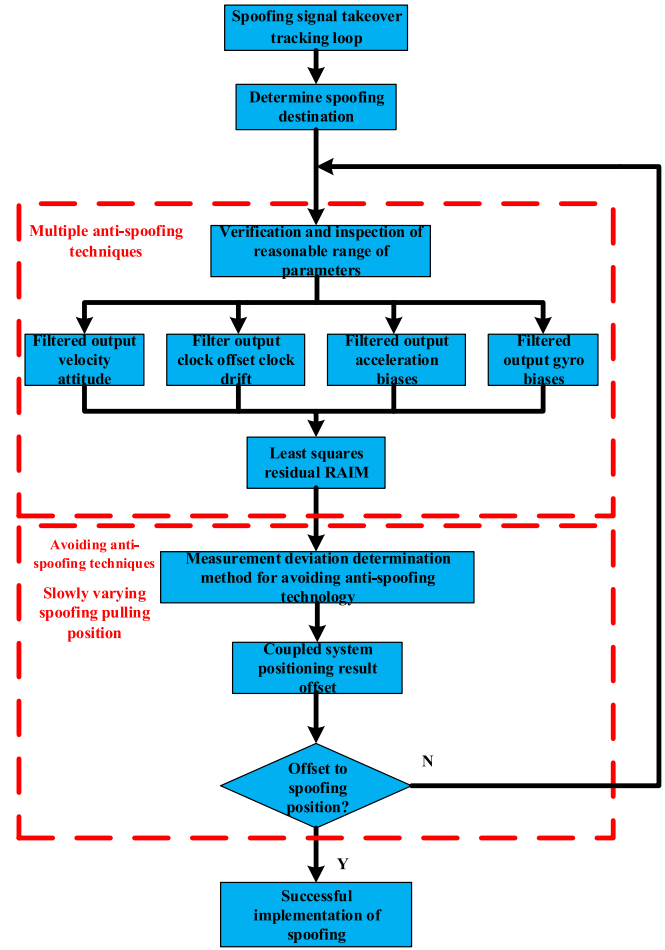 Spoofing signal takeover
tracking loop
Determine spoofing
destination
Multiple anti-spoofing
techniques
Verification and inspection of
reasonable range of
parameters
Filtered output
velocity
attitude
Filter output
clock offset clock
drift
Filtered output
acceleration
biases
Filtered
output gyro
biases
Least squares
residual RAIM
Avoiding anti-
spoofing techniques
Slowly varying
spoofing pulling
position
Measurement deviation determination
method for avoiding anti-spoofing
technology
Coupled system
positioning result
offset
Offset to
spoofing
position?
N
Y
Successful
implementation of
spoofing